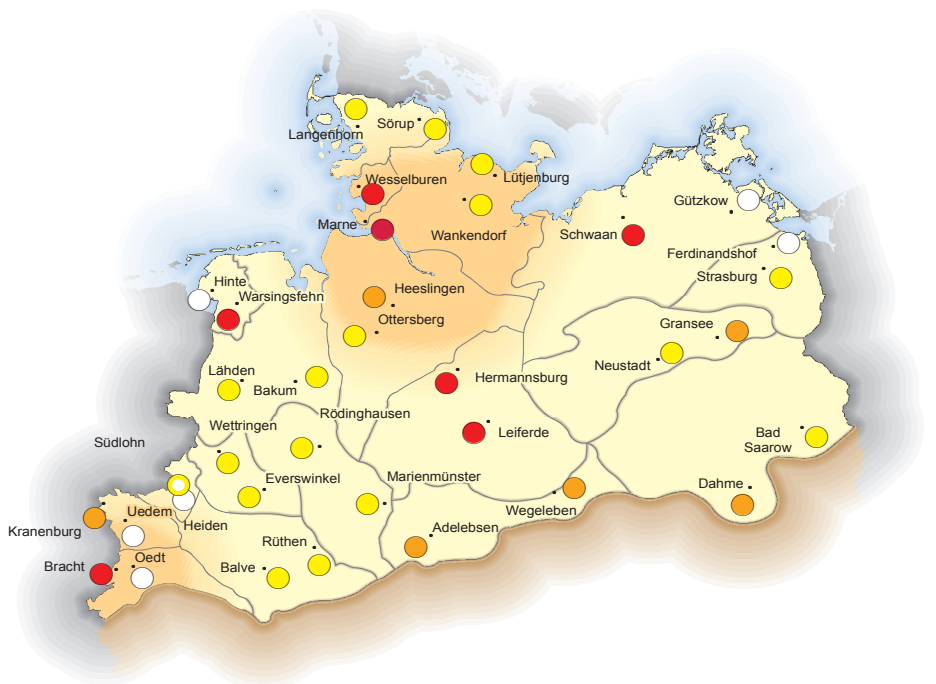 Sörup
Langenhorn
Wesselburen
Lütjenburg
Gützkow
Marne
Wankendorf
Schwaan
Ferdinandshof
Strasburg
Hinte
Warsingsfehn
Heeslingen
Ottersberg
Gransee
Neustadt
Lähden
Bakum
Hermannsburg
Rödinghausen
Wettringen
Leiferde
Bad
Saarow
Südlohn
Everswinkel
Marienmünster
Dahme
Wegeleben
Uedem
Kranenburg
Heiden
Adelebsen
Rüthen
Oedt
Bracht
Balve